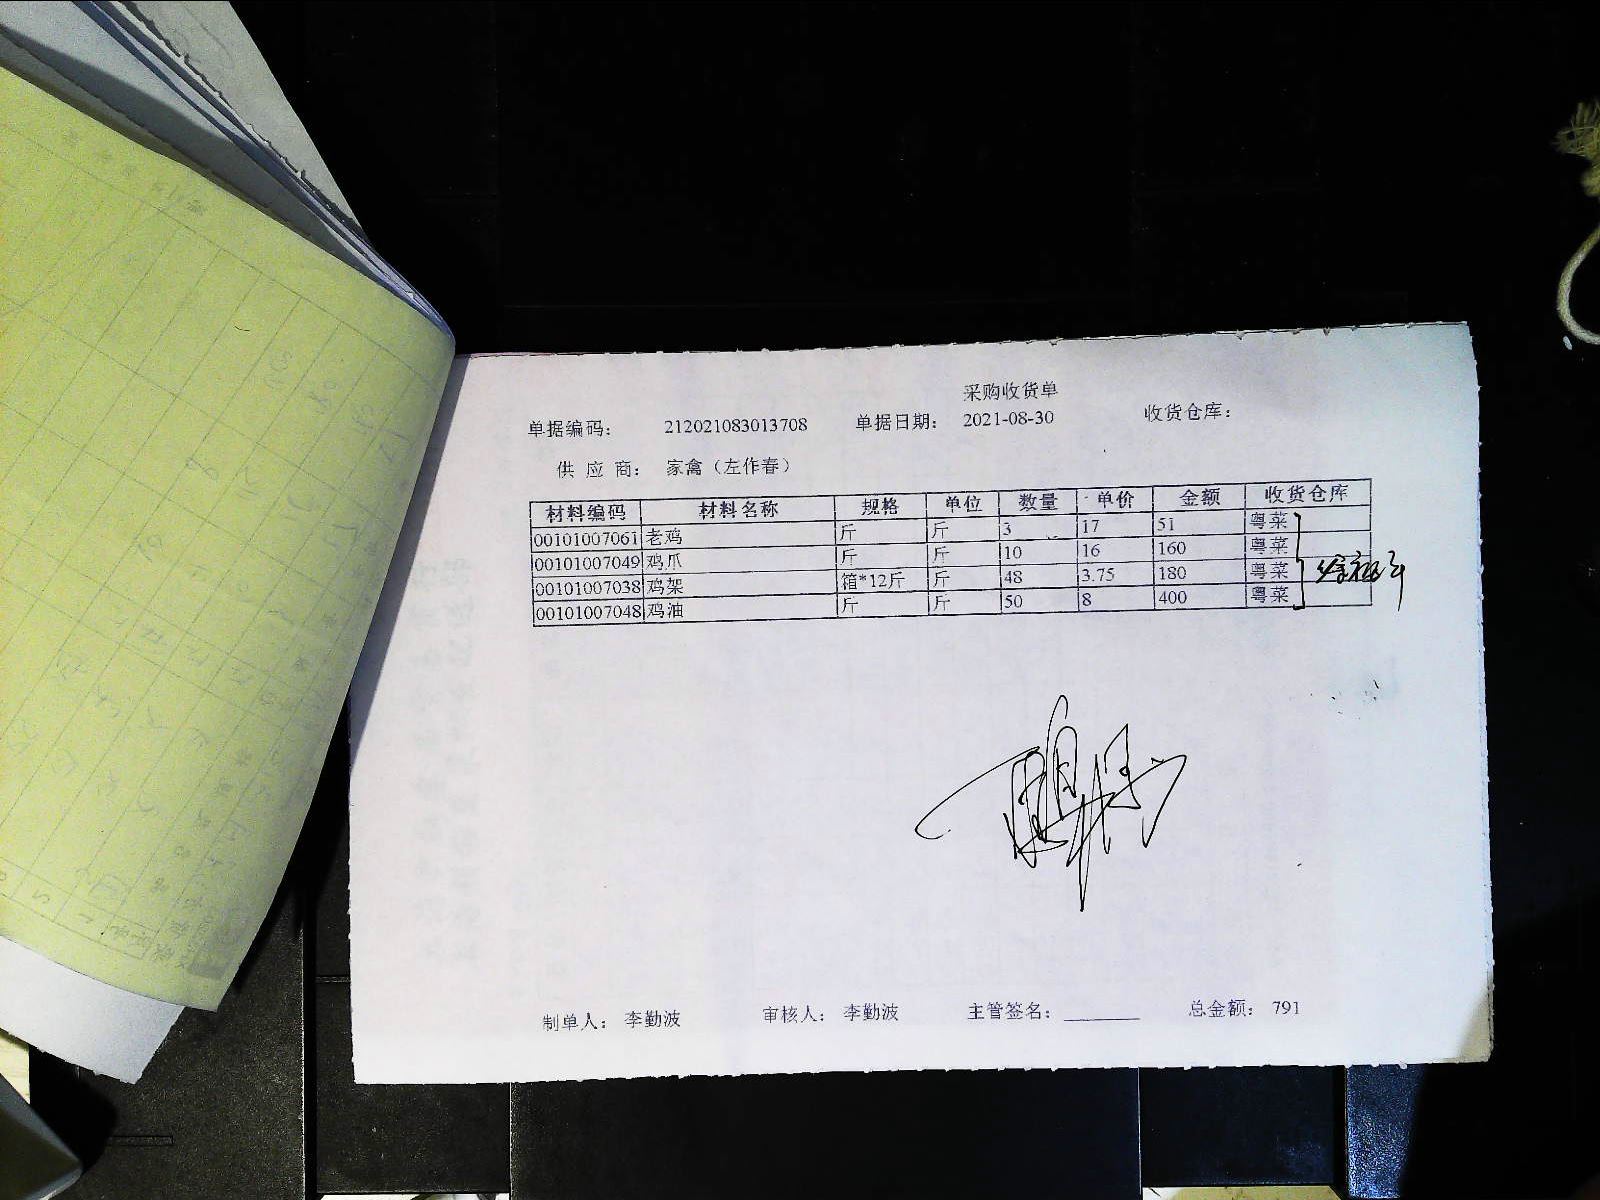 采购收货单
单据编码： 212021083013708 单据日期： 2021-08-30 收货仓库：
供 应 商： 家禽（左作春）
材料编码 材料名称 规格 单位 数量 单价 金额 收货仓库
00101007061 老鸡 斤 斤 3 17 51 粤菜
00101007049 鸡爪 斤 斤 10 16 160 粤菜
00101007038 鸡架 箱*12斤 斤 48 3.75 180 粤菜
00101007048 鸡油 斤 斤 50 8 400 粤菜
制单人： 李勤波 审核人： 李勤波 主管签名： 总金额： 791